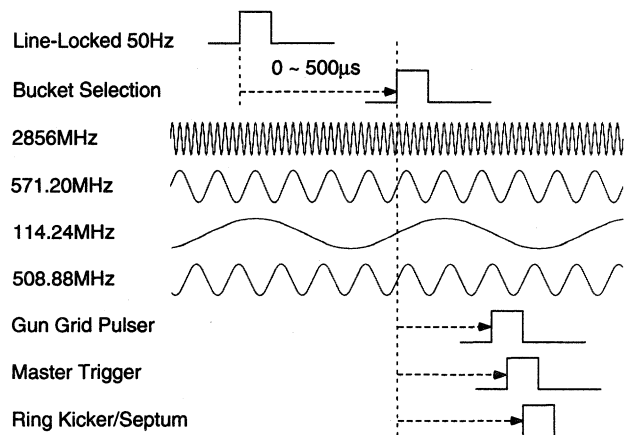 Line-Locked 50Hz
0 ~ 500µs
Bucket Selection
2856MHz
571.20MHz
114.24MHz
508.88MHz
Gun Grid Pulser
Master Trigger
Ring Kicker/Septum